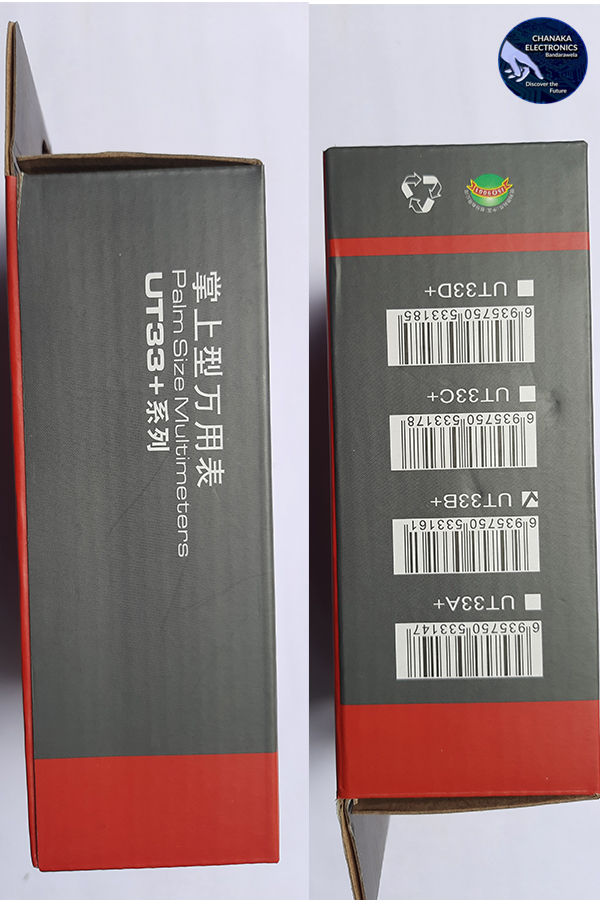 掌上型万用表
Palm Size Multimeters
UT33+系列
CHANAKA
ELECTRONICS
Bandarawela
Discover the
Future
UT33D+
6 935750 533185
UT33C+
6 935750 533178
UT33B+
6 935750 533161
UT33A+
6 935750 533147